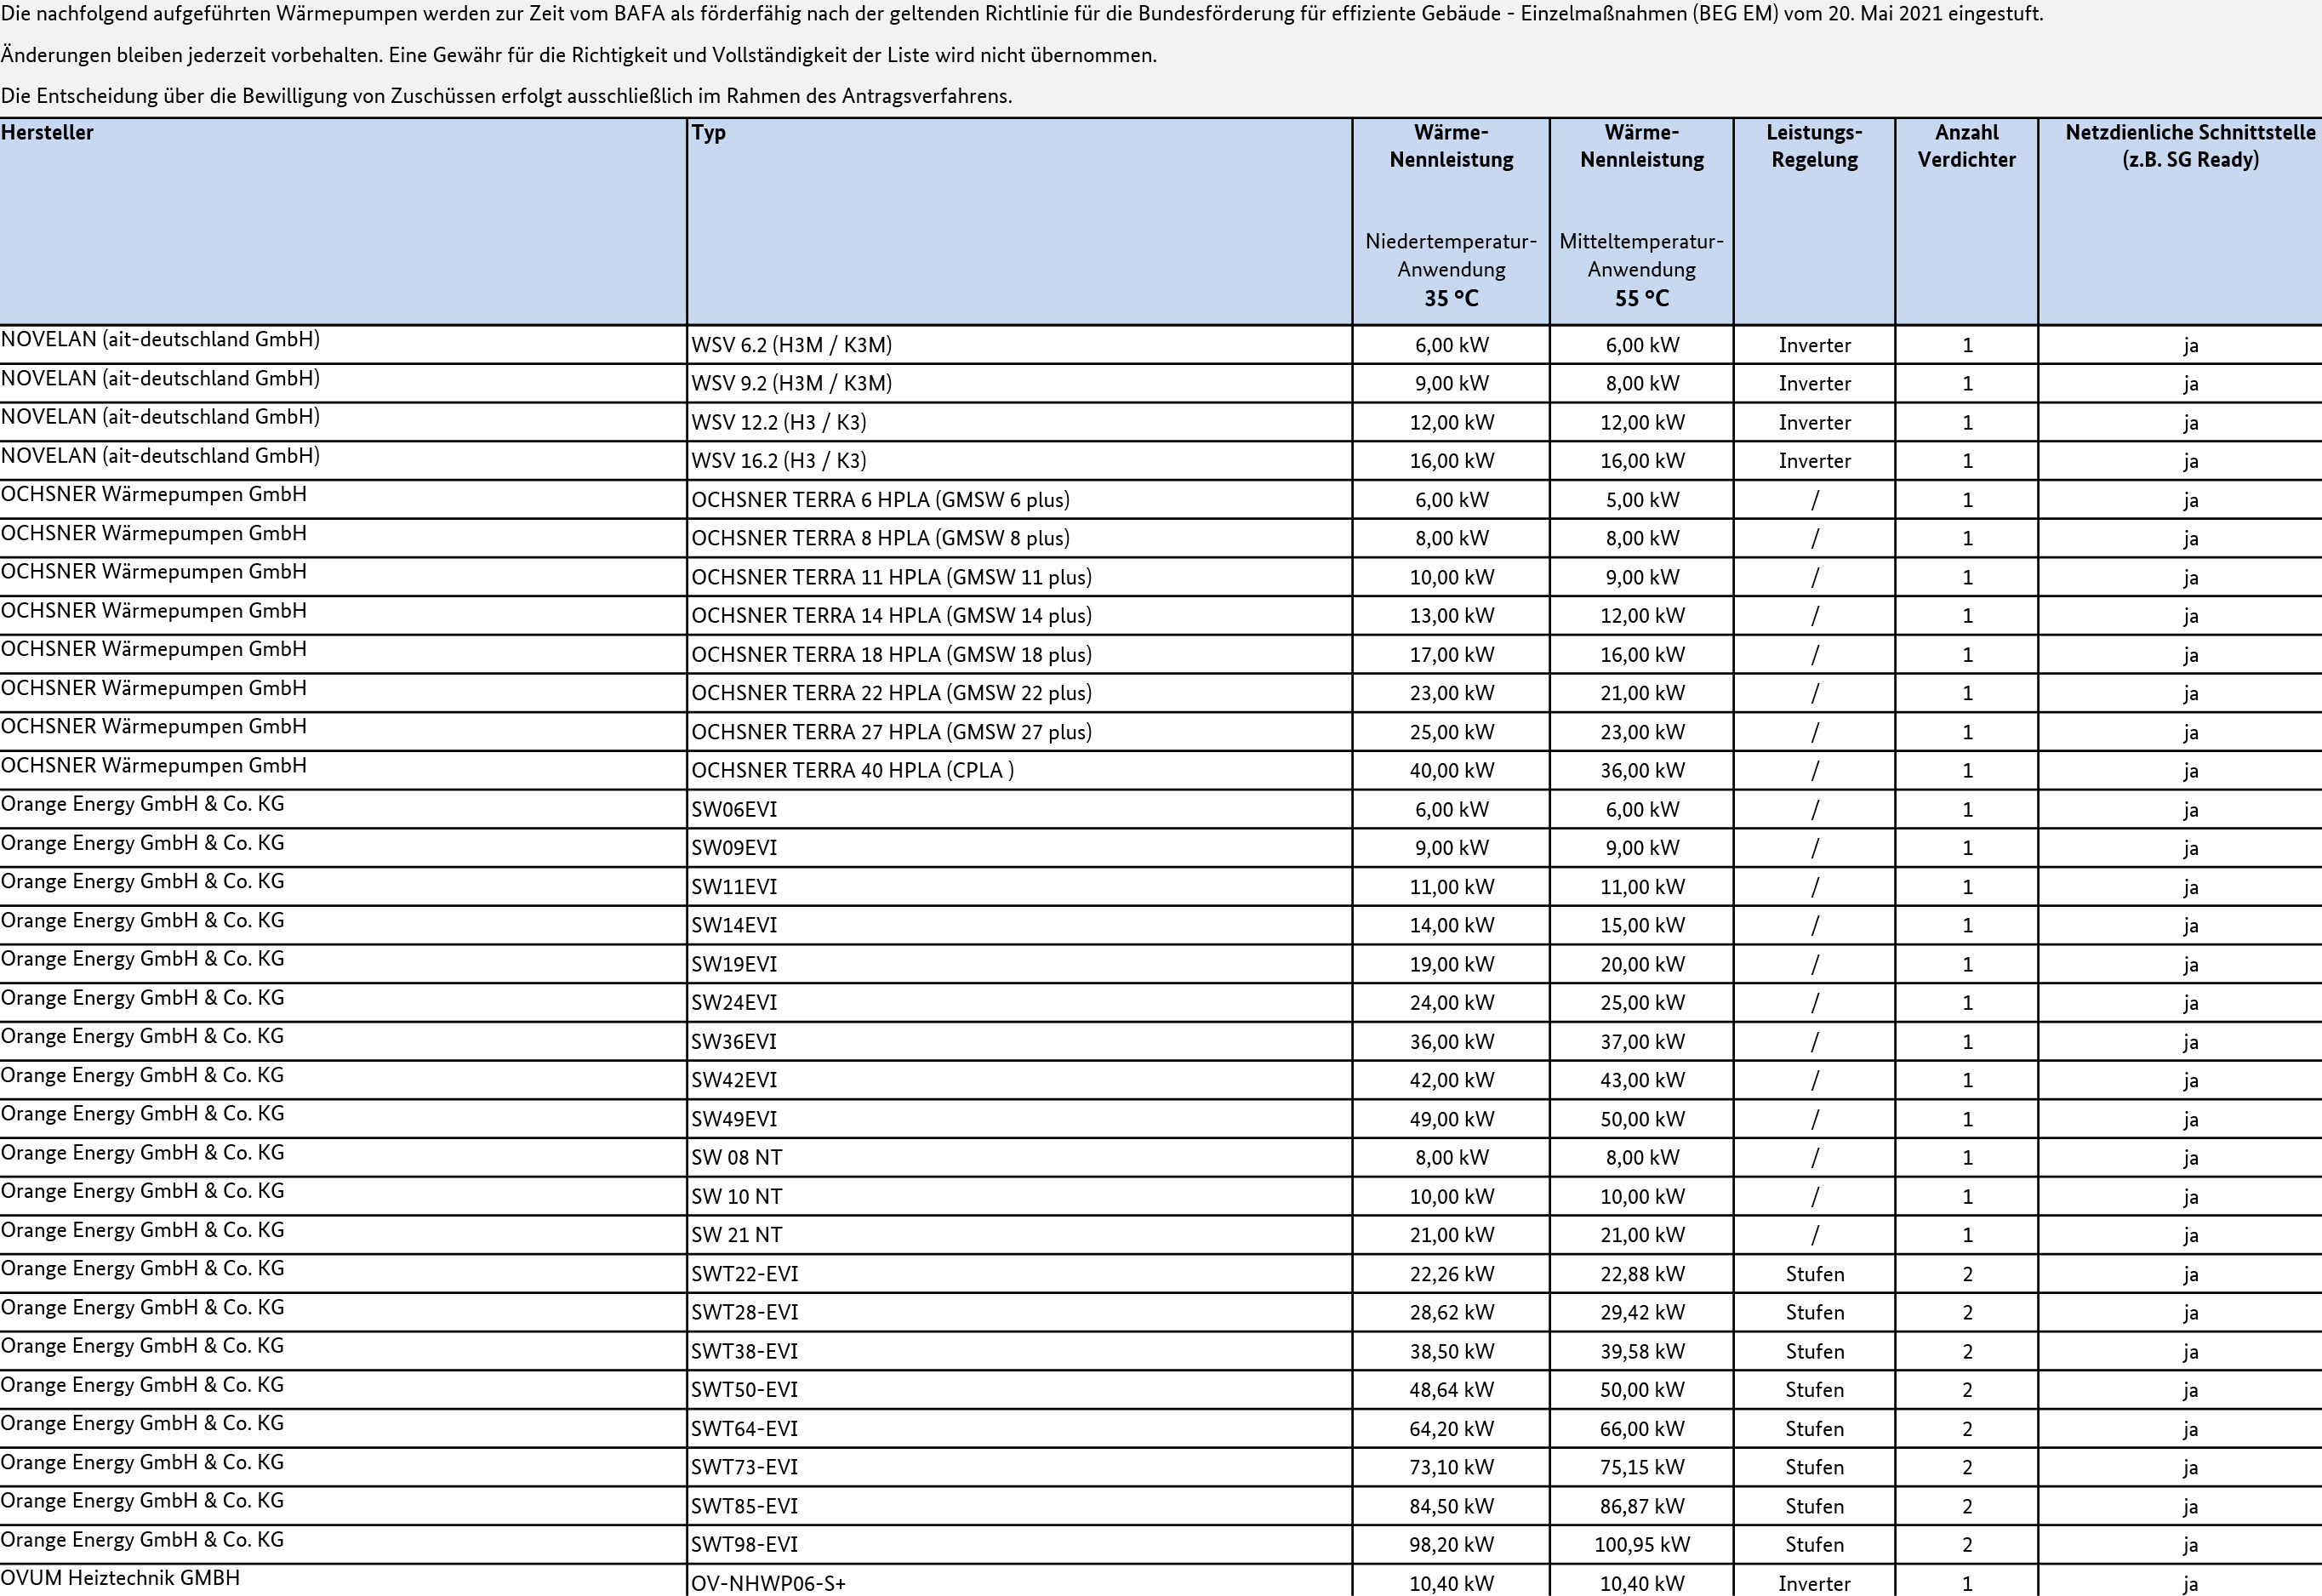 Die nachfolgend aufgeführten Wärmepumpen werden zur Zeit vom BAFA als förderfähig nach der geltenden Richtlinie für die Bundesförderung für effiziente Gebäude - Einzelmaßnahmen (BEG EM) vom 20. Mai 2021 eingestuft.
Änderungen bleiben jederzeit vorbehalten. Eine Gewähr für die Richtigkeit und Vollständigkeit der Liste wird nicht übernommen.
Die Entscheidung über die Bewilligung von Zuschüssen erfolgt ausschließlich im Rahmen des Antragsverfahrens.
Hersteller Typ Wärme- Wärme- Leistungs- Anzahl Netzdienliche Schnittstelle
Nennleistung Nennleistung Regelung Verdichter (z.B. SG Ready)
Niedertemperatur- Mitteltemperatur-
Anwendung Anwendung
35 °C 55 °C
NOVELAN (ait-deutschland GmbH) WSV 6.2 (H3M / K3M) 6,00 kW 6,00 kW Inverter 1 ja
NOVELAN (ait-deutschland GmbH) WSV 9.2 (H3M / K3M) 9,00 kW 8,00 kW Inverter 1 ja
NOVELAN (ait-deutschland GmbH) WSV 12.2 (H3 / K3) 12,00 kW 12,00 kW Inverter 1 ja
NOVELAN (ait-deutschland GmbH) WSV 16.2 (H3 / K3) 16,00 kW 16,00 kW Inverter 1 ja
OCHSNER Wärmepumpen GmbH OCHSNER TERRA 6 HPLA (GMSW 6 plus) 6,00 kW 5,00 kW / 1 ja
OCHSNER Wärmepumpen GmbH OCHSNER TERRA 8 HPLA (GMSW 8 plus) 8,00 kW 8,00 kW / 1 ja
OCHSNER Wärmepumpen GmbH OCHSNER TERRA 11 HPLA (GMSW 11 plus) 10,00 kW 9,00 kW / 1 ja
OCHSNER Wärmepumpen GmbH OCHSNER TERRA 14 HPLA (GMSW 14 plus) 13,00 kW 12,00 kW / 1 ja
OCHSNER Wärmepumpen GmbH OCHSNER TERRA 18 HPLA (GMSW 18 plus) 17,00 kW 16,00 kW / 1 ja
OCHSNER Wärmepumpen GmbH OCHSNER TERRA 22 HPLA (GMSW 22 plus) 23,00 kW 21,00 kW / 1 ja
OCHSNER Wärmepumpen GmbH OCHSNER TERRA 27 HPLA (GMSW 27 plus) 25,00 kW 23,00 kW / 1 ja
OCHSNER Wärmepumpen GmbH OCHSNER TERRA 40 HPLA (CPLA ) 40,00 kW 36,00 kW / 1 ja
Orange Energy GmbH & Co. KG SW06EVI 6,00 kW 6,00 kW / 1 ja
Orange Energy GmbH & Co. KG SW09EVI 9,00 kW 9,00 kW / 1 ja
Orange Energy GmbH & Co. KG SW11EVI 11,00 kW 11,00 kW / 1 ja
Orange Energy GmbH & Co. KG SW14EVI 14,00 kW 15,00 kW / 1 ja
Orange Energy GmbH & Co. KG SW19EVI 19,00 kW 20,00 kW / 1 ja
Orange Energy GmbH & Co. KG SW24EVI 24,00 kW 25,00 kW / 1 ja
Orange Energy GmbH & Co. KG SW36EVI 36,00 kW 37,00 kW / 1 ja
Orange Energy GmbH & Co. KG SW42EVI 42,00 kW 43,00 kW / 1 ja
Orange Energy GmbH & Co. KG SW49EVI 49,00 kW 50,00 kW / 1 ja
Orange Energy GmbH & Co. KG SW 08 NT 8,00 kW 8,00 kW / 1 ja
Orange Energy GmbH & Co. KG SW 10 NT 10,00 kW 10,00 kW / 1 ja
Orange Energy GmbH & Co. KG SW 21 NT 21,00 kW 21,00 kW / 1 ja
Orange Energy GmbH & Co. KG SWT22-EVI 22,26 kW 22,88 kW Stufen 2 ja
Orange Energy GmbH & Co. KG SWT28-EVI 28,62 kW 29,42 kW Stufen 2 ja
Orange Energy GmbH & Co. KG SWT38-EVI 38,50 kW 39,58 kW Stufen 2 ja
Orange Energy GmbH & Co. KG SWT50-EVI 48,64 kW 50,00 kW Stufen 2 ja
Orange Energy GmbH & Co. KG SWT64-EVI 64,20 kW 66,00 kW Stufen 2 ja
Orange Energy GmbH & Co. KG SWT73-EVI 73,10 kW 75,15 kW Stufen 2 ja
Orange Energy GmbH & Co. KG SWT85-EVI 84,50 kW 86,87 kW Stufen 2 ja
Orange Energy GmbH & Co. KG SWT98-EVI 98,20 kW 100,95 kW Stufen 2 ja
OVUM Heiztechnik GMBH OV-NHWP06-S+ 10,40 kW 10,40 kW Inverter 1 ja